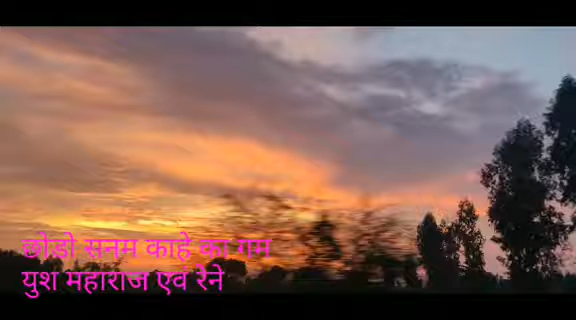 छोड़ो सनम काहे का गम
युश महाराज एवं रैने